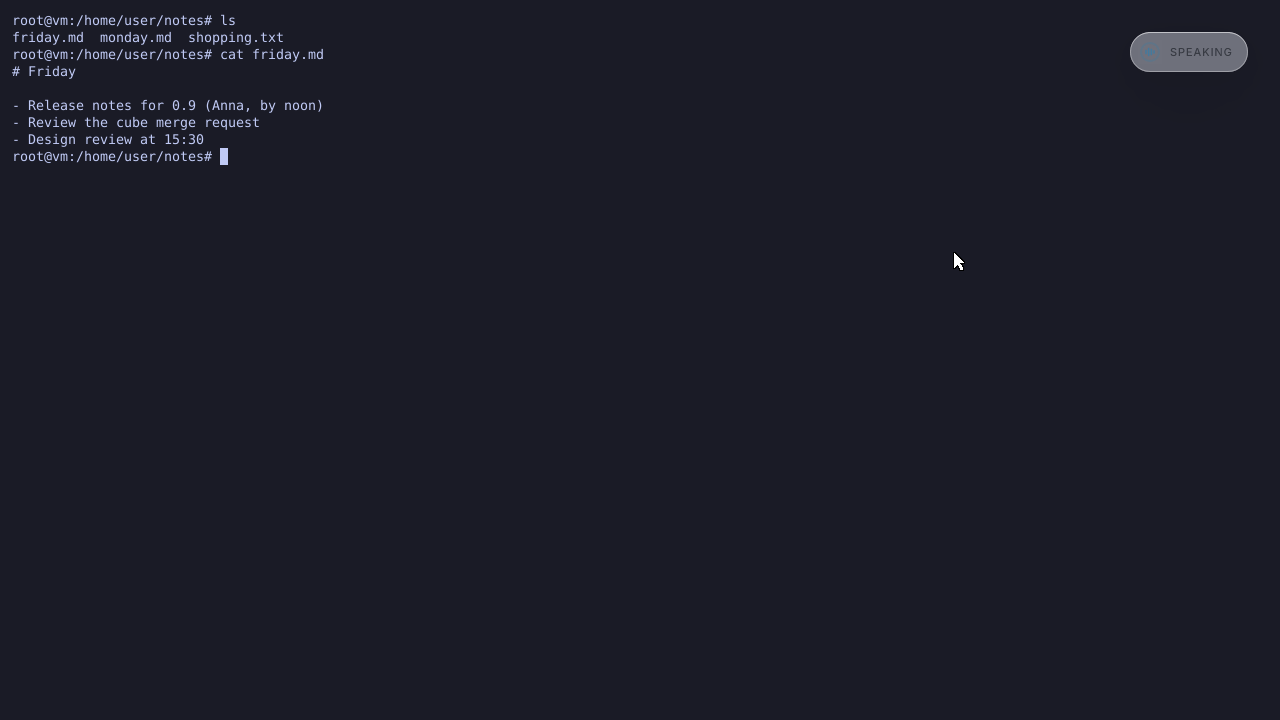 root@vm:/home/user/notes# ls
friday.md  monday.md  shopping.txt
root@vm:/home/user/notes# cat friday.md
# Friday

- Release notes for 0.9 (Anna, by noon)
- Review the cube merge request
- Design review at 15:30
root@vm:/home/user/notes#
SPEAKING